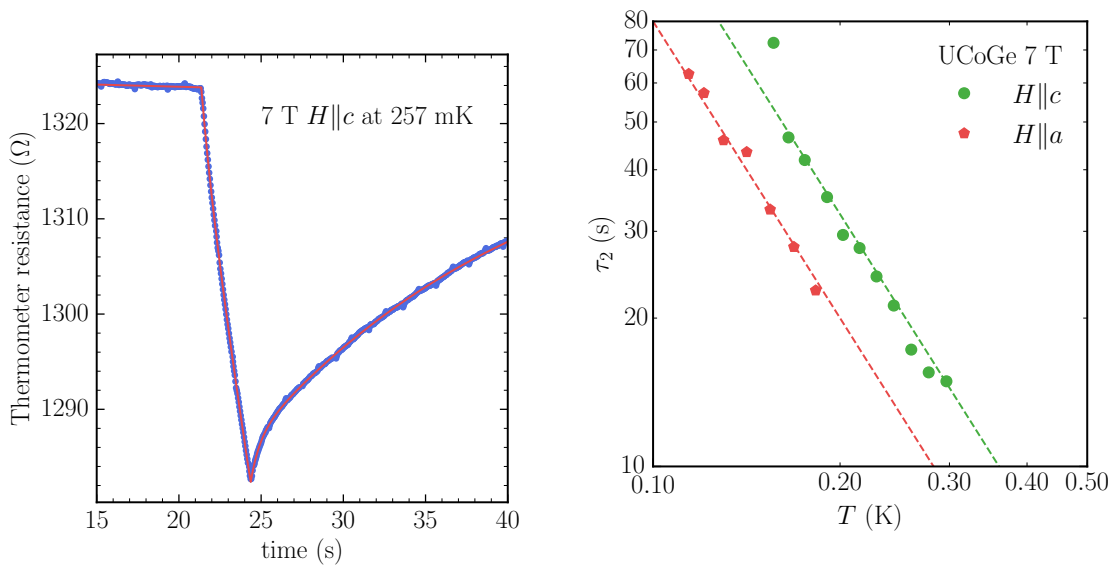 7 T H∥c at 257 mK
Thermometer resistance (Ω)
1320
1310
1300
1290
15 20 25 30 35 40
time (s)
UCoGe 7 T
H∥c
H∥a
τ₂ (s)
80
70
60
50
40
30
20
10
0.10 0.20 0.30 0.40 0.50
T (K)